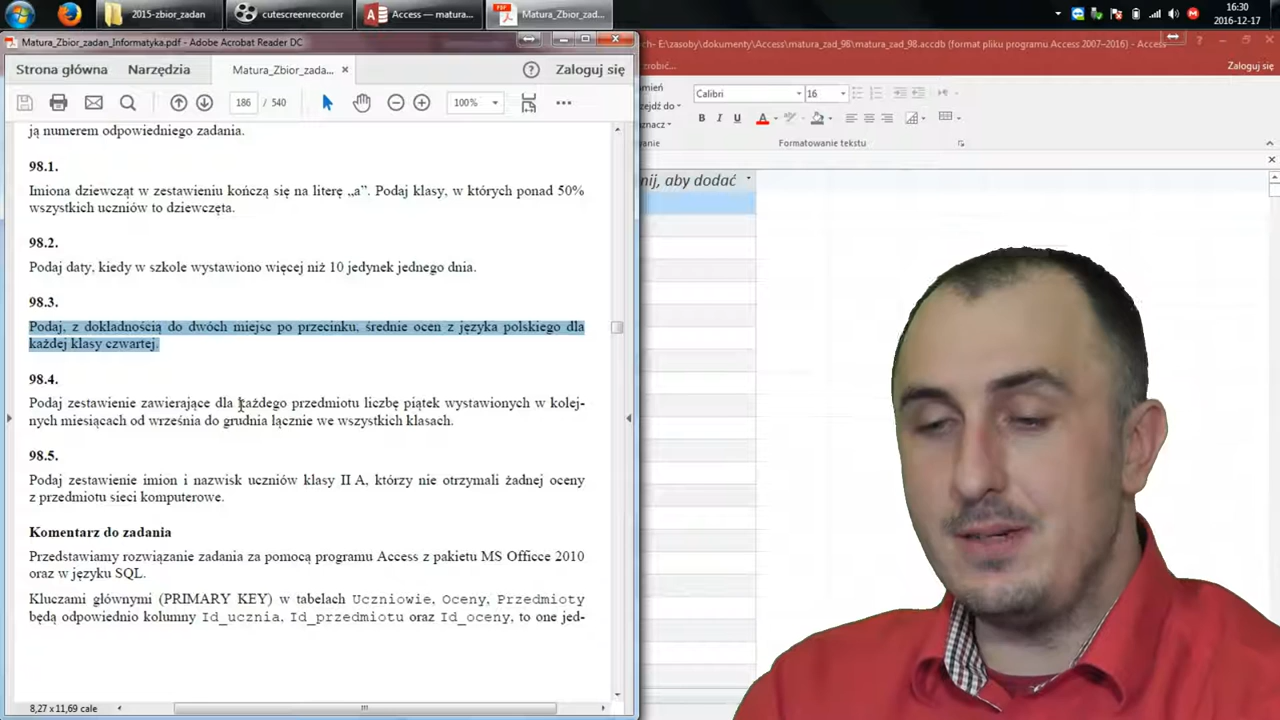 2015-zbior_zadan
cutescreenrecorder
Access — matura...
Matura_Zbior_zad...
16:30
2016-12-17
Matura_Zbior_zadan_Informatyka.pdf - Adobe Acrobat Reader DC
ch- E:\zasoby\dokumenty\Access\matura_zad_98\matura_zad_98.accdb (format pliku programu Access 2007–2016) - Access
Strona główna
Narzędzia
Matura_Zbior_zada...
Zaloguj się
robić...
Zaloguj się
186 / 540
100%
mień
ejdź do
znacz
Calibri
16
B I U
Formatowanie tekstu
nij, aby dodać
ją numerem odpowiedniego zadania.
98.1.
Imiona dziewcząt w zestawieniu kończą się na literę „a”. Podaj klasy, w których ponad 50%
wszystkich uczniów to dziewczęta.
98.2.
Podaj daty, kiedy w szkole wystawiono więcej niż 10 jedynek jednego dnia.
98.3.
Podaj, z dokładnością do dwóch miejsc po przecinku, średnie ocen z języka polskiego dla
każdej klasy czwartej.
98.4.
Podaj zestawienie zawierające dla każdego przedmiotu liczbę piątek wystawionych w kolej-
nych miesiącach od września do grudnia łącznie we wszystkich klasach.
98.5.
Podaj zestawienie imion i nazwisk uczniów klasy II A, którzy nie otrzymali żadnej oceny
z przedmiotu sieci komputerowe.
Komentarz do zadania
Przedstawiamy rozwiązanie zadania za pomocą programu Access z pakietu MS Officce 2010
oraz w języku SQL.
Kluczami głównymi (PRIMARY KEY) w tabelach Uczniowie, Oceny, Przedmioty
będą odpowiednio kolumny Id_ucznia, Id_przedmiotu oraz Id_oceny, to one jed-
8,27 x 11,69 cale